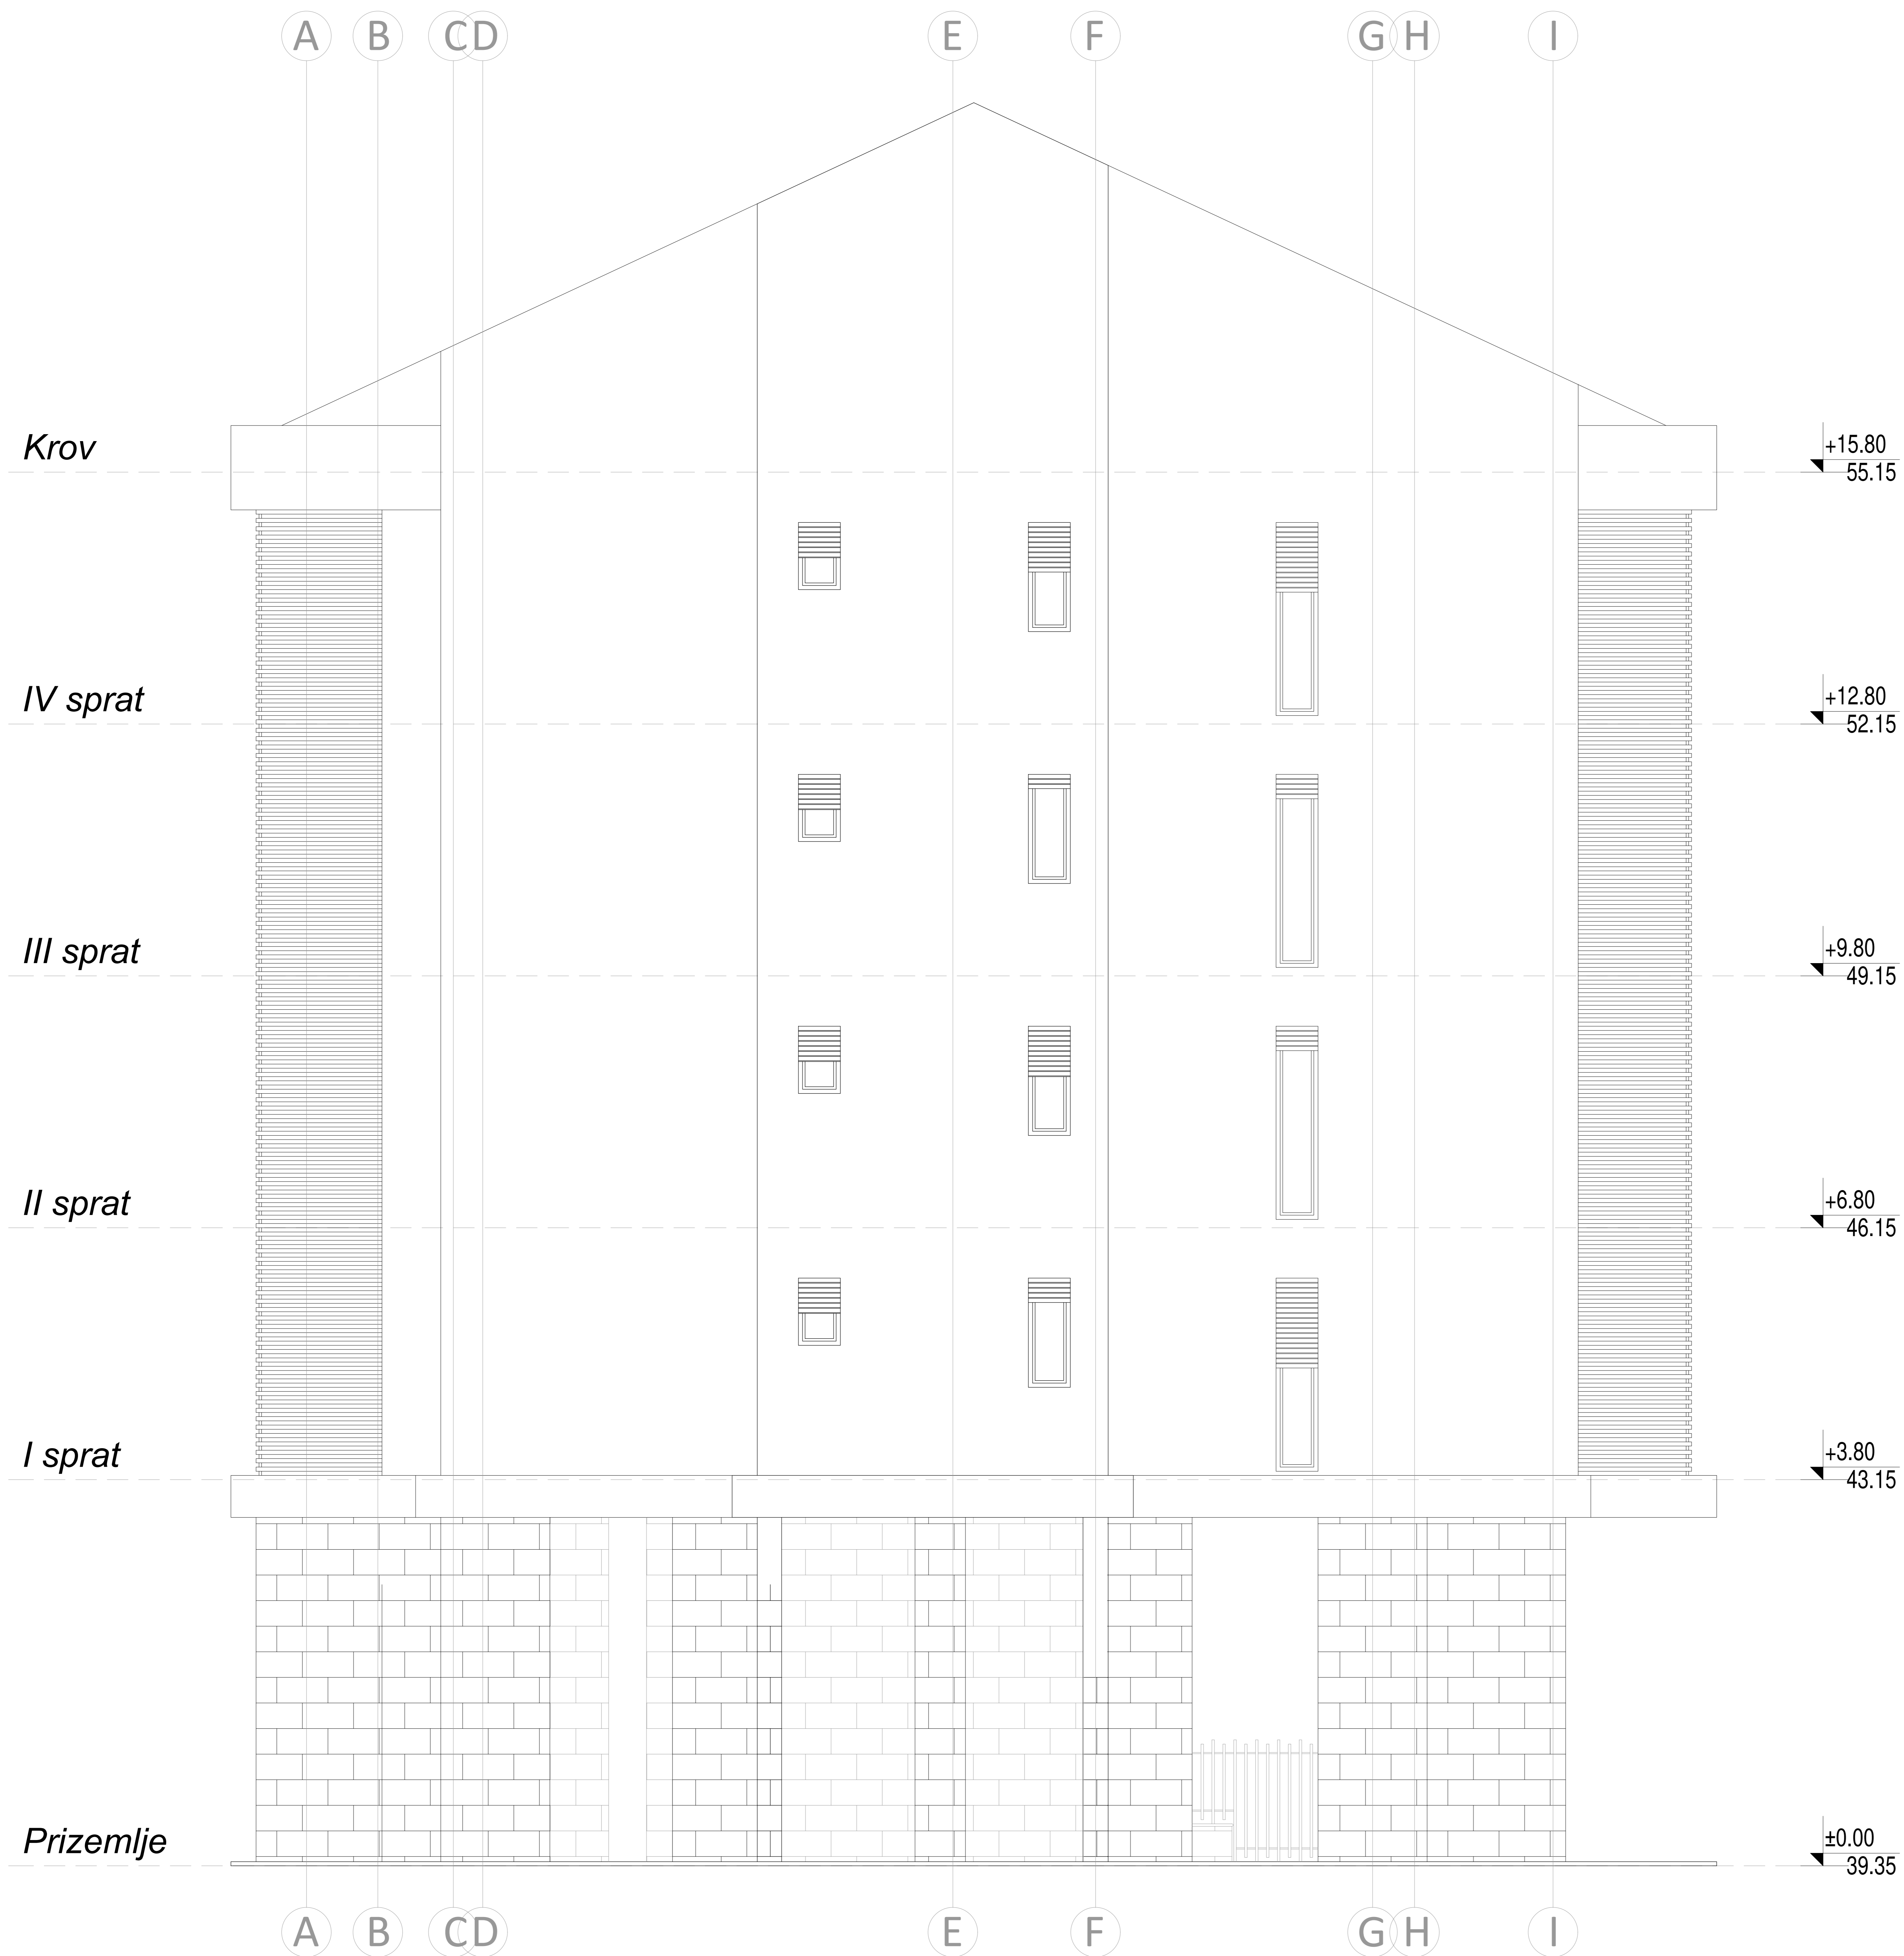 A B C D E F G H I
Krov
+15.80
55.15
IV sprat
+12.80
52.15
III sprat
+9.80
49.15
II sprat
+6.80
46.15
I sprat
+3.80
43.15
Prizemlje
±0.00
39.35
A B C D E F G H I